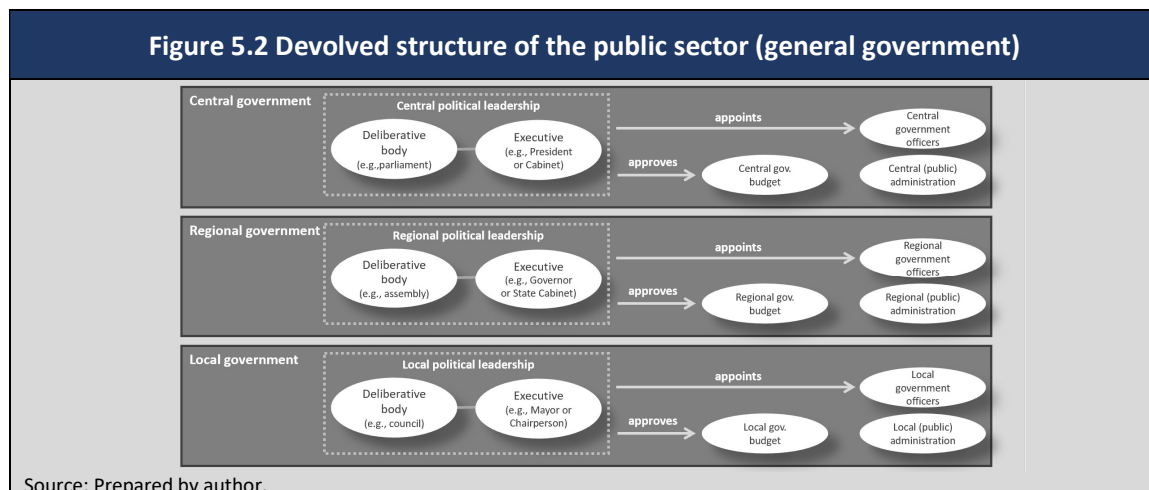 Figure 5.2 Devolved structure of the public sector (general government)
Central government
Central political leadership
Deliberative
body
(e.g.,parliament)
Executive
(e.g., President
or Cabinet)
appoints
approves
Central gov.
budget
Central
government
officers
Central (public)
administration
Regional government
Regional political leadership
Deliberative
body
(e.g., assembly)
Executive
(e.g., Governor
or State Cabinet)
appoints
approves
Regional gov.
budget
Regional
government
officers
Regional (public)
administration
Local government
Local political leadership
Deliberative
body
(e.g., council)
Executive
(e.g., Mayor or
Chairperson)
appoints
approves
Local gov.
budget
Local
government
officers
Local (public)
administration
Source: Prepared by author.